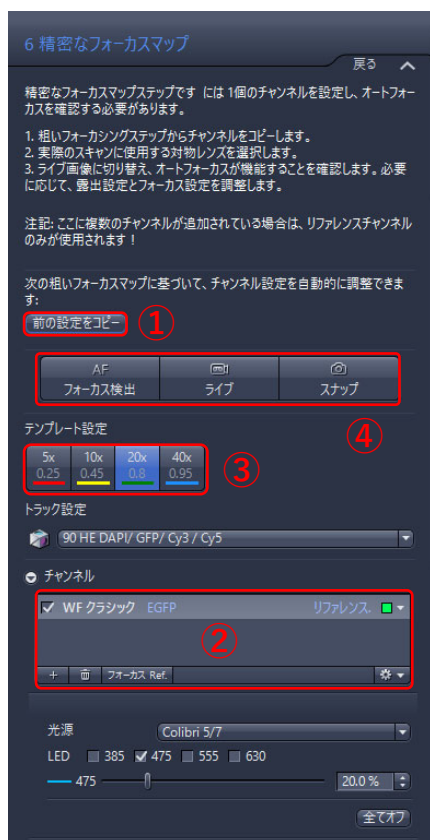 6 精密なフォーカスマップ
戻る
精密なフォーカスマップステップです には 1個のチャンネルを設定し、オートフォー
カスを確認する必要があります。
1. 粗いフォーカシングステップからチャンネルをコピーします。
2. 実際のスキャンに使用する対物レンズを選択します。
3. ライブ画像に切り替え、オートフォーカスが機能することを確認します。必要
に応じて、露出設定とフォーカス設定を調整します。
注記: ここに複数のチャンネルが追加されている場合は、リファレンスチャンネル
のみが使用されます！
次の粗いフォーカスマップに基づいて、チャンネル設定を自動的に調整できま
す:
前の設定をコピー ①
AF
フォーカス検出 ライブ スナップ
④
テンプレート設定
5x 10x 20x 40x
0.25 0.45 0.8 0.95
③
トラック設定
90 HE DAPI/ GFP/ Cy3 / Cy5
チャンネル
WF クラシック EGFP リファレンス.
②
+ フォーカス Ref.
光源 Colibri 5/7
LED 385 475 555 630
475 20.0 %
全てオフ